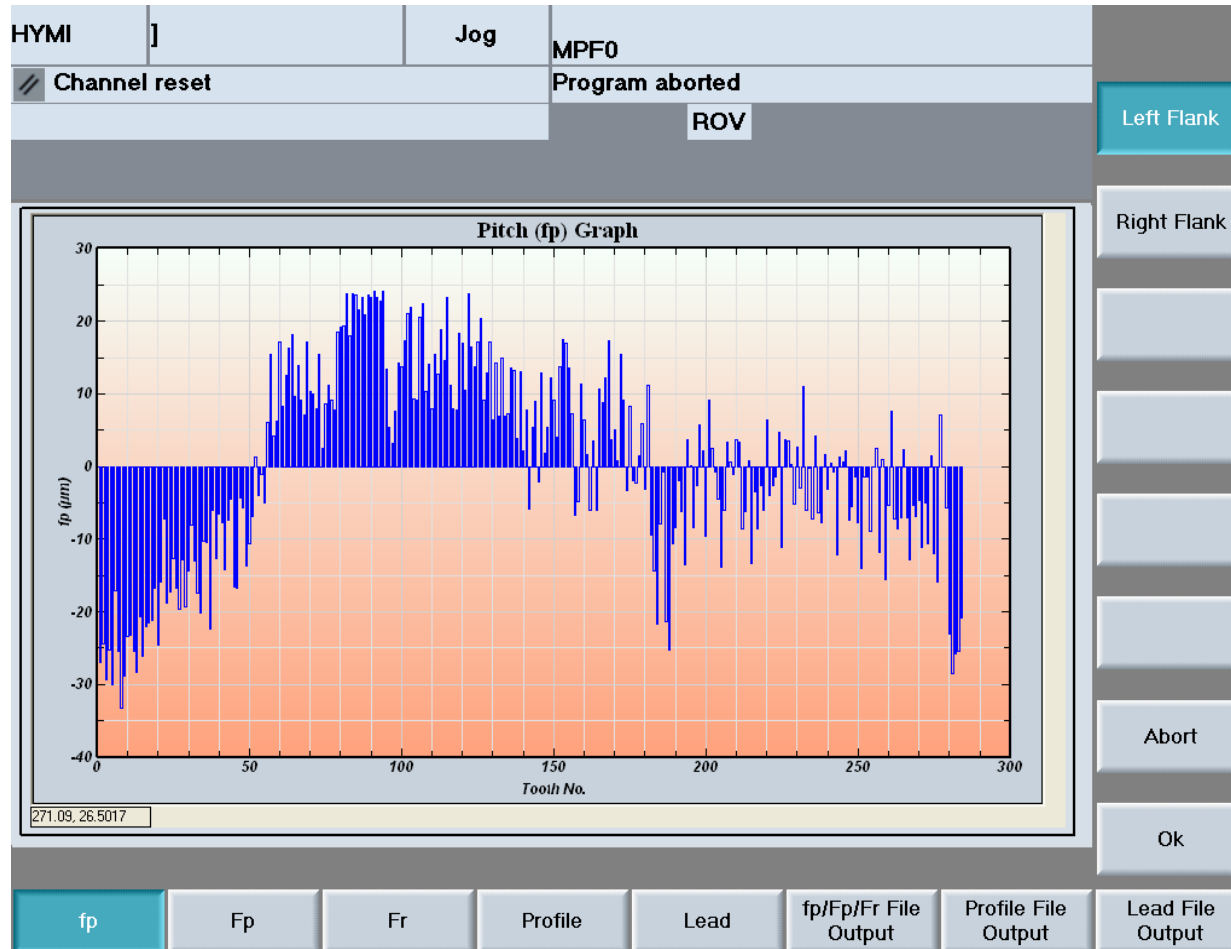 HYMI ] Jog MPF0
Channel reset Program aborted
ROV
Left Flank
Right Flank
Pitch (fp) Graph
30
20
10
0
-10
-20
-30
-40
fp (µm)
0 50 100 150 200 250 300
Tooth No.
271.09, 26.5017
Abort
Ok
fp Fp Fr Profile Lead fp/Fp/Fr File Output Profile File Output Lead File Output